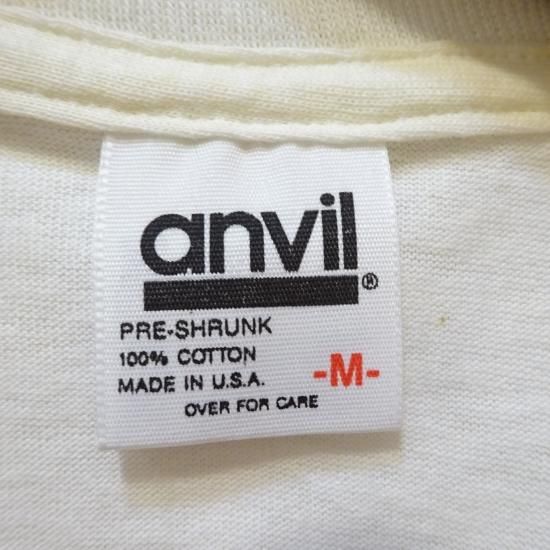 anvil®
PRE-SHRUNK
100% COTTON
MADE IN U.S.A.
-M-
OVER FOR CARE